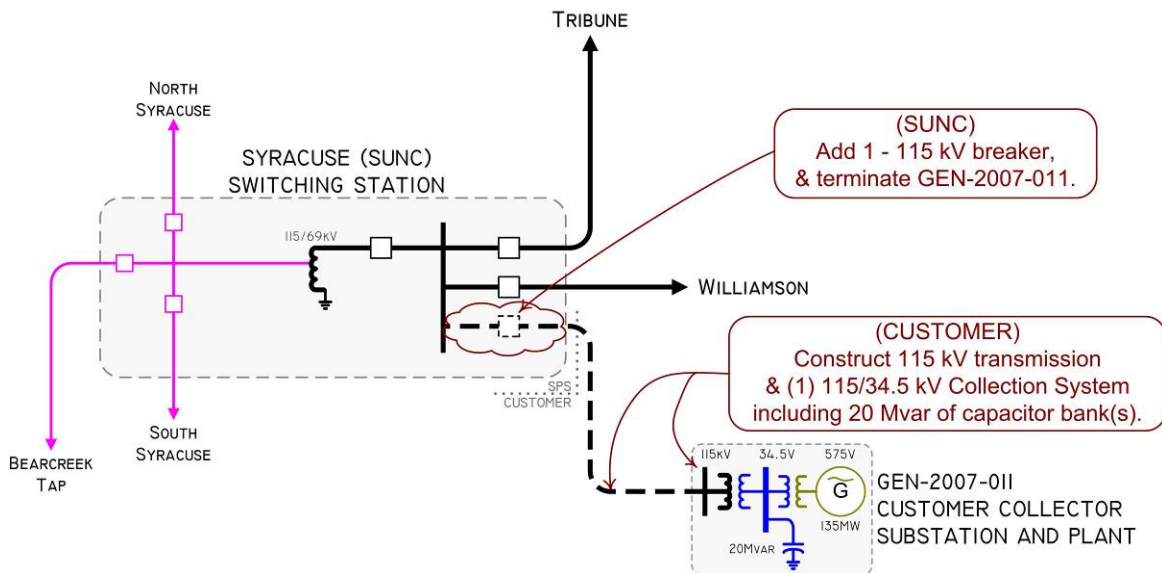 TRIBUNE
NORTH
SYRACUSE
(SUNC)
Add 1 - 115 kV breaker,
& terminate GEN-2007-011.
SYRACUSE (SUNC)
SWITCHING STATION
115/69KV
WILLIAMSON
(CUSTOMER)
Construct 115 kV transmission
& (1) 115/34.5 kV Collection System
including 20 Mvar of capacitor bank(s).
SPS
CUSTOMER
SOUTH
SYRACUSE
BEARCREEK
TAP
115KV 34.5V 575V
G
135MW
20MVAR
GEN-2007-011
CUSTOMER COLLECTOR
SUBSTATION AND PLANT